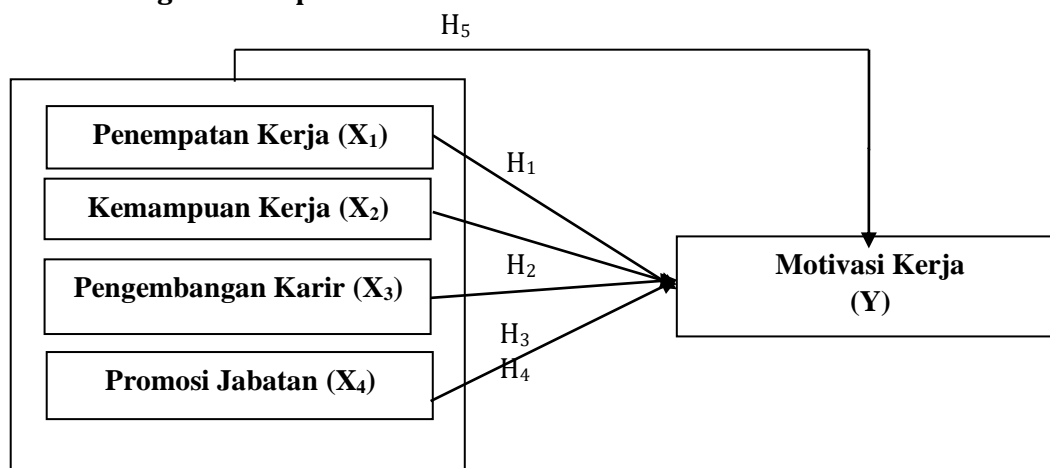 H₅
Penempatan Kerja (X₁)
H₁
Kemampuan Kerja (X₂)
Motivasi Kerja
(Y)
H₂
Pengembangan Karir (X₃)
H₃
H₄
Promosi Jabatan (X₄)